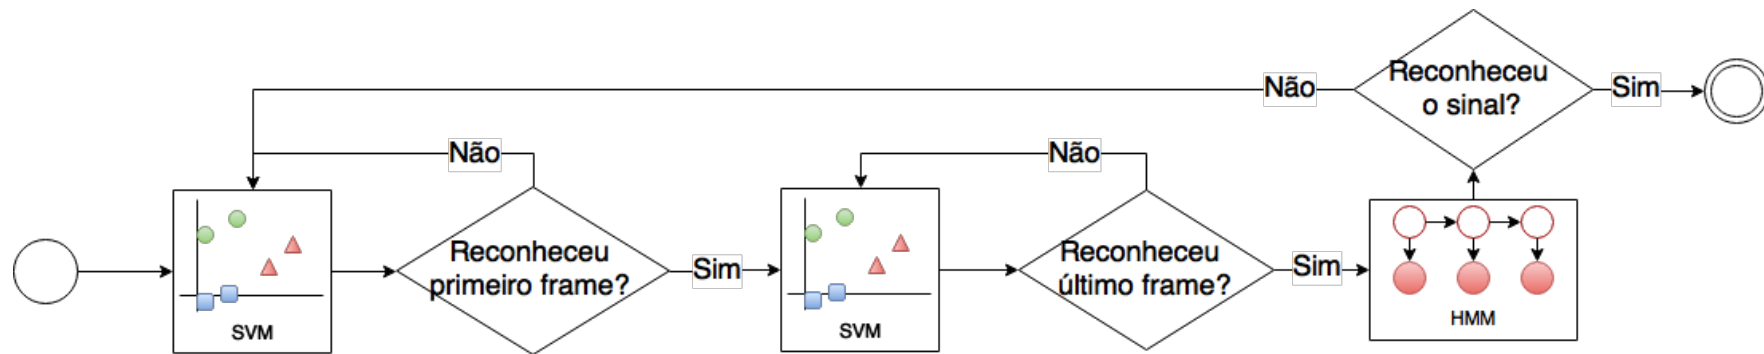 Não
Reconheceu
o sinal?
Sim
Não
Não
Reconheceu
primeiro frame?
Sim
Reconheceu
último frame?
Sim
SVM
SVM
HMM